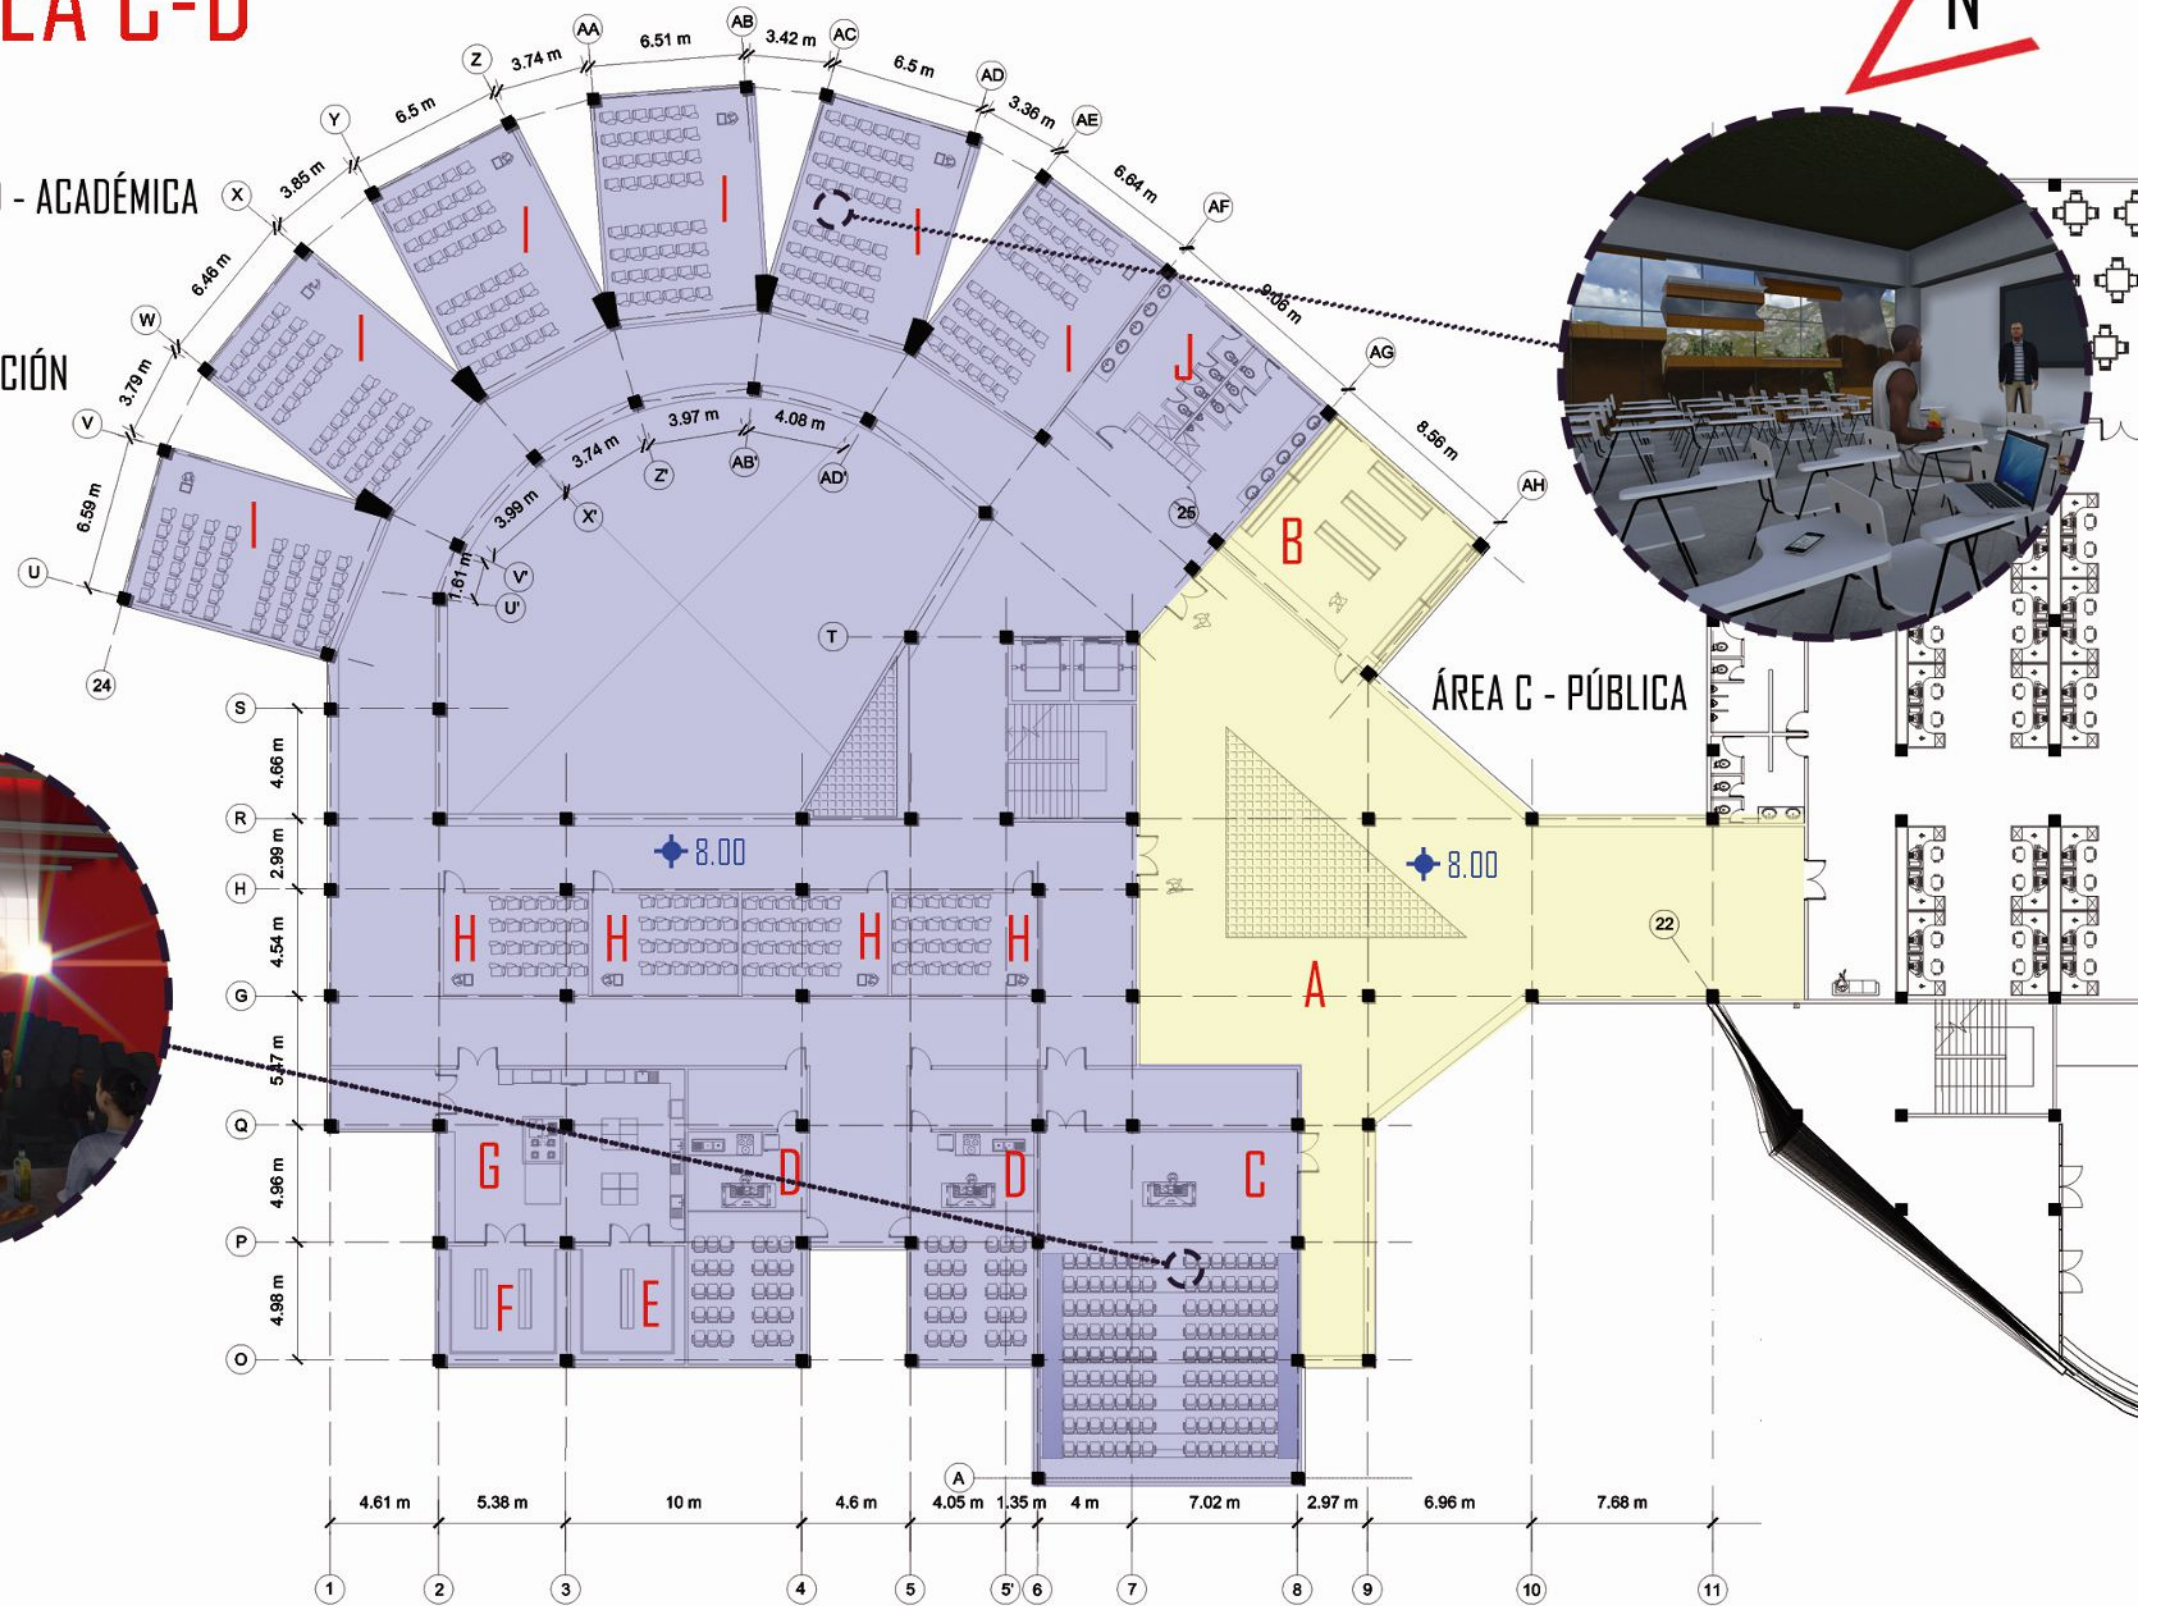 LA C-D
N
- ACADÉMICA
CIÓN
ÁREA C - PÚBLICA
U
V
W
X
Y
Z
AA
AB
AC
AD
AE
AF
AG
AH
6.59 m
3.79 m
6.46 m
3.85 m
6.5 m
3.74 m
6.51 m
3.42 m
6.5 m
3.36 m
6.64 m
9.06 m
8.56 m
I
I
I
I
I
I
I
J
B
24
25
1.61 m
3.99 m
3.74 m
3.97 m
4.08 m
U'
V'
X'
Z'
AB'
AD'
T
S
4.66 m
R
2.99 m
8.00
8.00
H
4.54 m
H
H
H
H
22
G
A
5.47 m
Q
G
D
D
C
4.96 m
P
F
E
4.98 m
O
A
4.61 m
5.38 m
10 m
4.6 m
4.05 m
1.35 m
4 m
7.02 m
2.97 m
6.96 m
7.68 m
1
2
3
4
5
5'
6
7
8
9
10
11